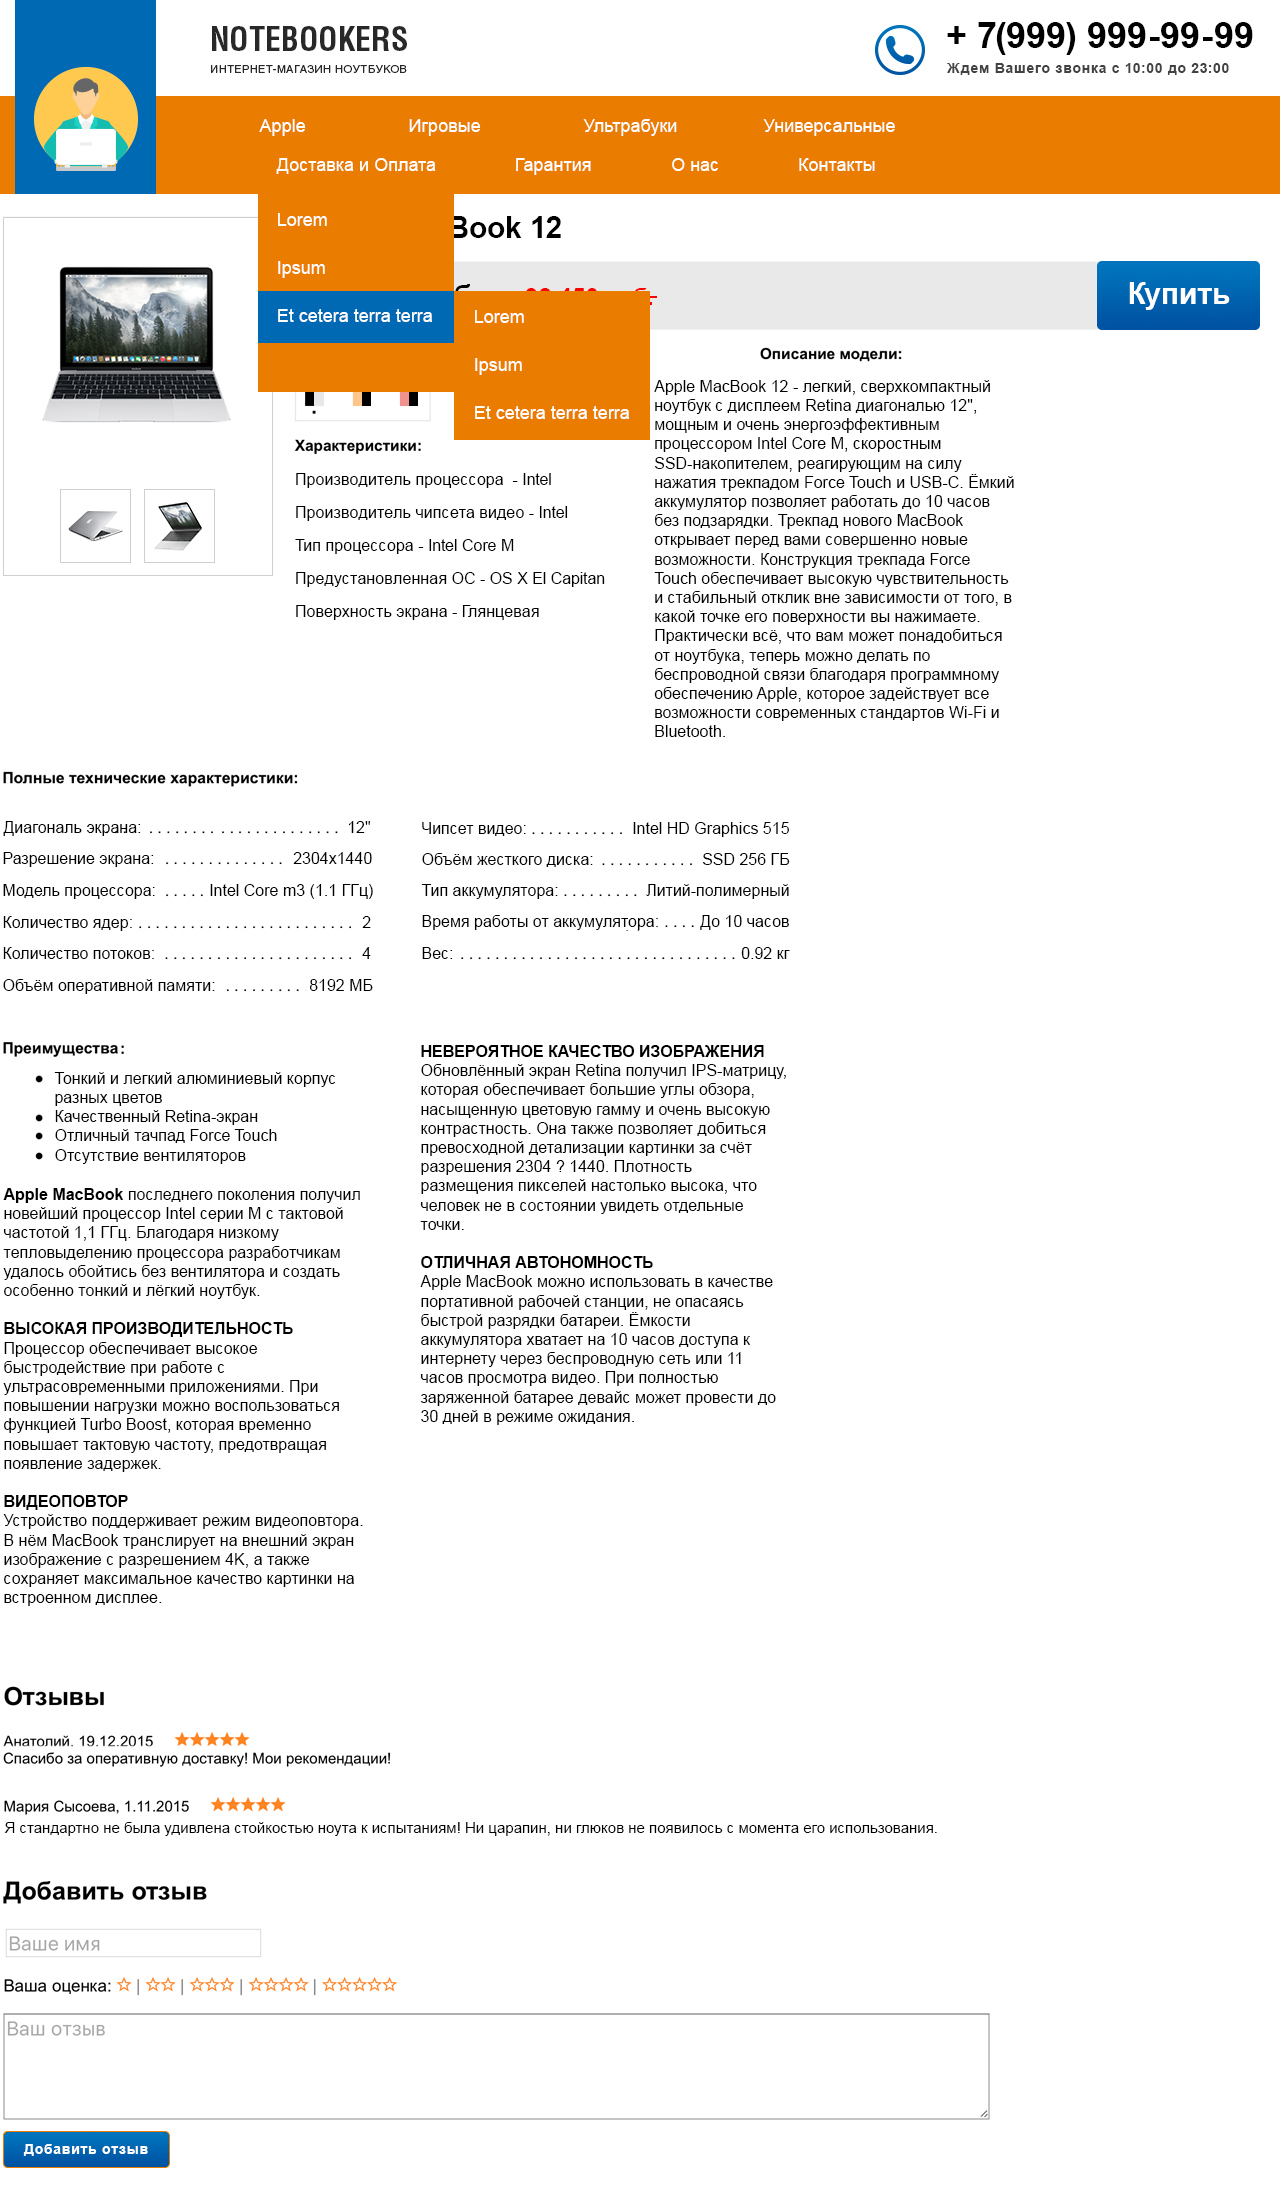 NOTEBOOKERS
ИНТЕРНЕТ-МАГАЗИН НОУТБУКОВ
+ 7(999) 999-99-99
Ждем Вашего звонка с 10:00 до 23:00
Apple Игровые Ультрабуки Универсальные
Доставка и Оплата Гарантия О нас Контакты
Lorem
Ipsum
Et cetera terra terra
Lorem
Ipsum
Et cetera terra terra
Book 12
Купить
Описание модели:
Apple MacBook 12 - легкий, сверхкомпактный
ноутбук с дисплеем Retina диагональю 12",
мощным и очень энергоэффективным
процессором Intel Core M, скоростным
SSD-накопителем, реагирующим на силу
нажатия трекпадом Force Touch и USB-C. Ёмкий
аккумулятор позволяет работать до 10 часов
без подзарядки. Трекпад нового MacBook
открывает перед вами совершенно новые
возможности. Конструкция трекпада Force
Touch обеспечивает высокую чувствительность
и стабильный отклик вне зависимости от того, в
какой точке его поверхности вы нажимаете.
Практически всё, что вам может понадобиться
от ноутбука, теперь можно делать по
беспроводной связи благодаря программному
обеспечению Apple, которое задействует все
возможности современных стандартов Wi-Fi и
Bluetooth.
Характеристики:
Производитель процессора - Intel
Производитель чипсета видео - Intel
Тип процессора - Intel Core M
Предустановленная ОС - OS X El Capitan
Поверхность экрана - Глянцевая
Полные технические характеристики:
Диагональ экрана: . . . . . . . . . . . . . . . . . . . . . . 12"
Разрешение экрана: . . . . . . . . . . . . . . 2304x1440
Модель процессора: . . . . . Intel Core m3 (1.1 ГГц)
Количество ядер: . . . . . . . . . . . . . . . . . . . . . . . . . 2
Количество потоков: . . . . . . . . . . . . . . . . . . . . . . 4
Объём оперативной памяти: . . . . . . . . . 8192 МБ
Чипсет видео: . . . . . . . . . . . Intel HD Graphics 515
Объём жесткого диска: . . . . . . . . . . . SSD 256 ГБ
Тип аккумулятора: . . . . . . . . . Литий-полимерный
Время работы от аккумулятора: . . . . До 10 часов
Вес: . . . . . . . . . . . . . . . . . . . . . . . . . . . . . . . . 0.92 кг
Преимущества:
• Тонкий и легкий алюминиевый корпус
разных цветов
• Качественный Retina-экран
• Отличный тачпад Force Touch
• Отсутствие вентиляторов
Apple MacBook последнего поколения получил
новейший процессор Intel серии M с тактовой
частотой 1,1 ГГц. Благодаря низкому
тепловыделению процессора разработчикам
удалось обойтись без вентилятора и создать
особенно тонкий и лёгкий ноутбук.
ВЫСОКАЯ ПРОИЗВОДИТЕЛЬНОСТЬ
Процессор обеспечивает высокое
быстродействие при работе с
ультрасовременными приложениями. При
повышении нагрузки можно воспользоваться
функцией Turbo Boost, которая временно
повышает тактовую частоту, предотвращая
появление задержек.
ВИДЕОПОВТОР
Устройство поддерживает режим видеоповтора.
В нём MacBook транслирует на внешний экран
изображение с разрешением 4K, а также
сохраняет максимальное качество картинки на
встроенном дисплее.
НЕВЕРОЯТНОЕ КАЧЕСТВО ИЗОБРАЖЕНИЯ
Обновлённый экран Retina получил IPS-матрицу,
которая обеспечивает большие углы обзора,
насыщенную цветовую гамму и очень высокую
контрастность. Она также позволяет добиться
превосходной детализации картинки за счёт
разрешения 2304 ? 1440. Плотность
размещения пикселей настолько высока, что
человек не в состоянии увидеть отдельные
точки.
ОТЛИЧНАЯ АВТОНОМНОСТЬ
Apple MacBook можно использовать в качестве
портативной рабочей станции, не опасаясь
быстрой разрядки батареи. Ёмкости
аккумулятора хватает на 10 часов доступа к
интернету через беспроводную сеть или 11
часов просмотра видео. При полностью
заряженной батарее девайс может провести до
30 дней в режиме ожидания.
Отзывы
Анатолий, 19.12.2015
Спасибо за оперативную доставку! Мои рекомендации!
Мария Сысоева, 1.11.2015
Я стандартно не была удивлена стойкостью ноута к испытаниям! Ни царапин, ни глюков не появилось с момента его использования.
Добавить отзыв
Ваше имя
Ваша оценка: | | | |
Ваш отзыв
Добавить отзыв